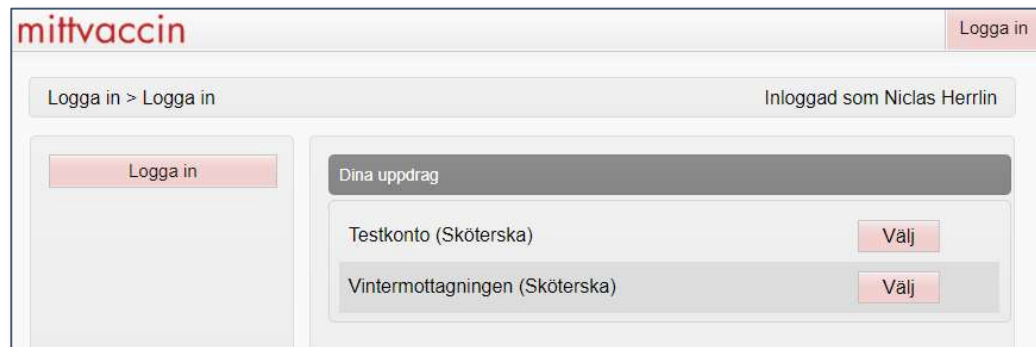 mittvaccin
Logga in
Logga in > Logga in
Inloggad som Niclas Herrlin
Logga in
Dina uppdrag
Testkonto (Sköterska)
Välj
Vintermottagningen (Sköterska)
Välj